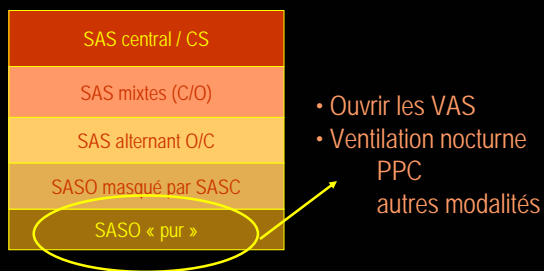 SAS central / CS
SAS mixtes (C/O)
SAS alternant O/C
SASO masqué par SASC
SASO « pur »
• Ouvrir les VAS
• Ventilation nocturne
PPC
autres modalités